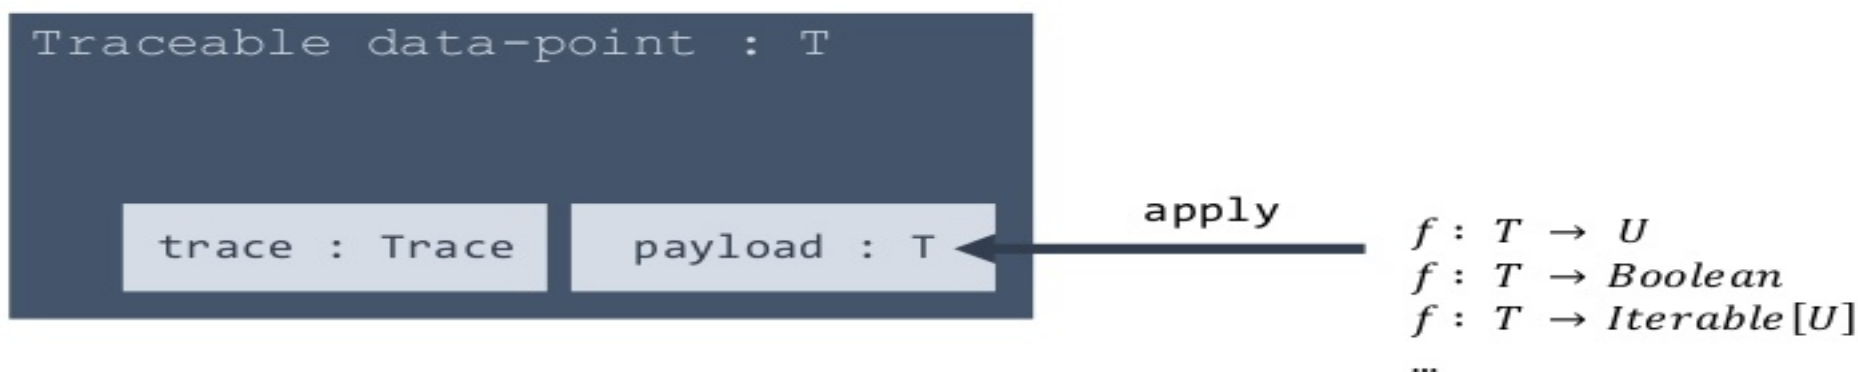 Traceable data-point : T
trace : Trace
payload : T
apply
f : T → U
f : T → Boolean
f : T → Iterable[U]
...